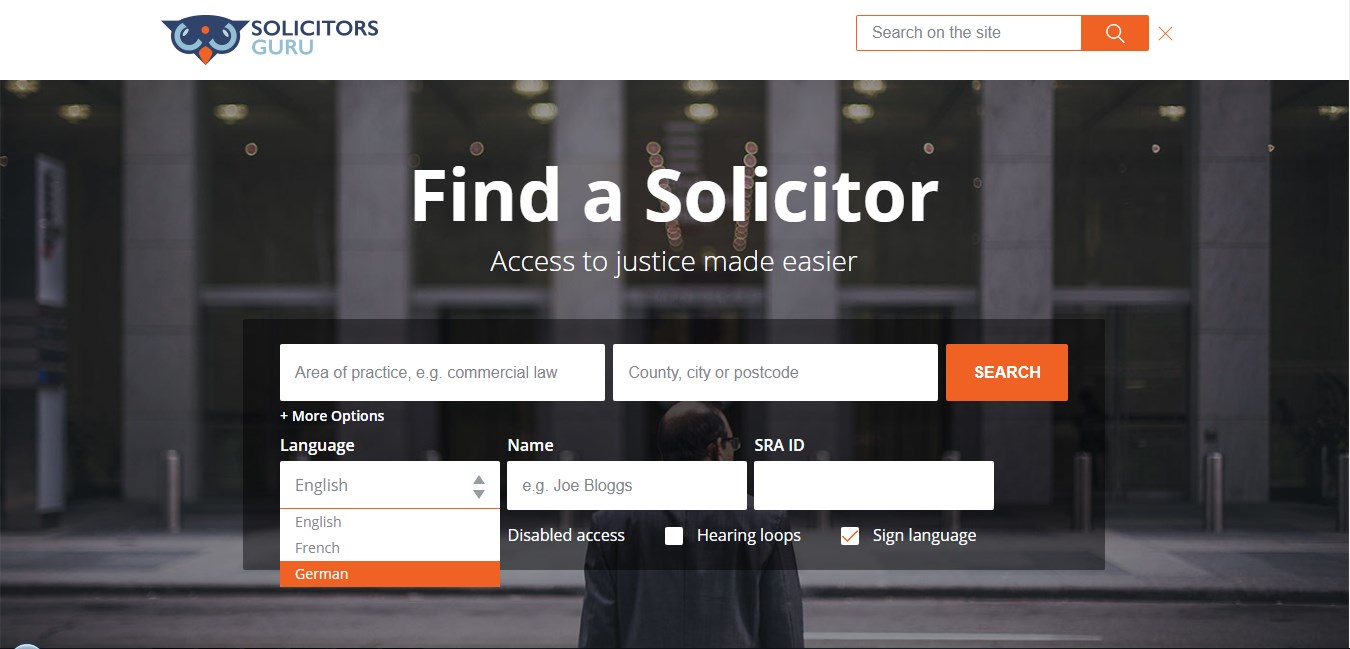 SOLICITORS
GURU
Search on the site
Find a Solicitor
Access to justice made easier
Area of practice, e.g. commercial law
County, city or postcode
SEARCH
+ More Options
Language
Name
SRA ID
English
e.g. Joe Bloggs
English
French
German
Disabled access
Hearing loops
Sign language